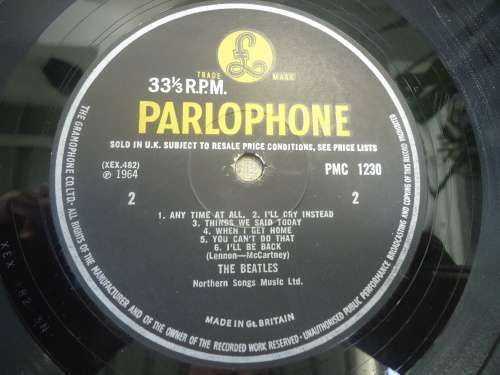 £
TRADE MARK
33⅓ R.P.M.
PARLOPHONE
SOLD IN U.K. SUBJECT TO RESALE PRICE CONDITIONS, SEE PRICE LISTS
(XEX.482)
℗ 1964
PMC 1230
2
2
1. ANY TIME AT ALL, 2. I'LL CRY INSTEAD
3. THINGS WE SAID TODAY
4. WHEN I GET HOME
5. YOU CAN'T DO THAT
6. I'LL BE BACK
(Lennon—McCartney)
THE BEATLES
Northern Songs Music Ltd.
MADE IN GT. BRITAIN
THE GRAMOPHONE CO. LTD. · ALL RIGHTS OF THE MANUFACTURER AND OF THE OWNER OF THE RECORDED WORK RESERVED · UNAUTHORISED PUBLIC PERFORMANCE BROADCASTING AND COPYING OF THIS RECORD PROHIBITED